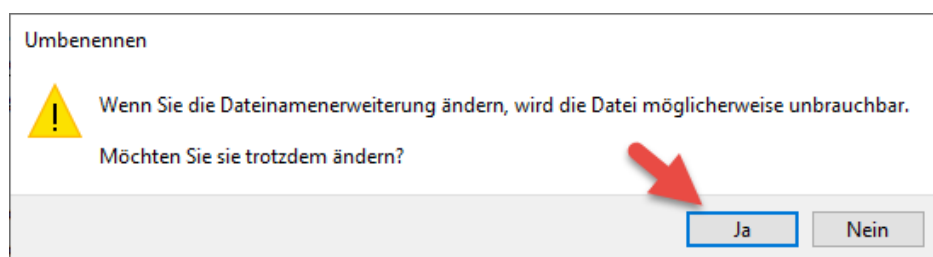 Umbenennen
Wenn Sie die Dateinamenerweiterung ändern, wird die Datei möglicherweise unbrauchbar.
Möchten Sie sie trotzdem ändern?
Ja Nein